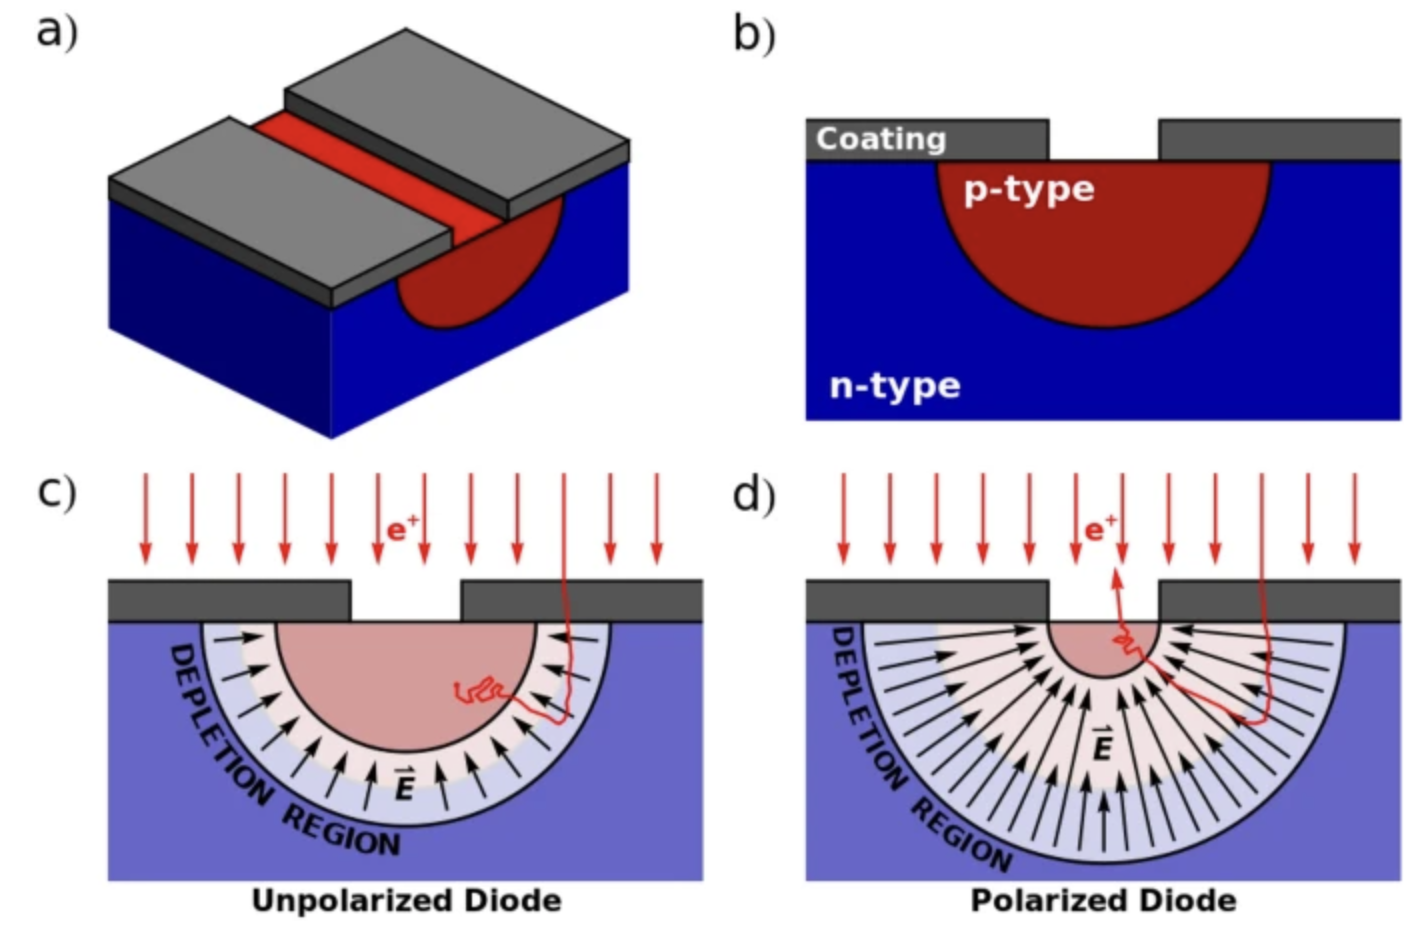 a)
b)
Coating
p-type
n-type
c)
e+
E
DEPLETION REGION
Unpolarized Diode
d)
e+
E
DEPLETION REGION
Polarized Diode